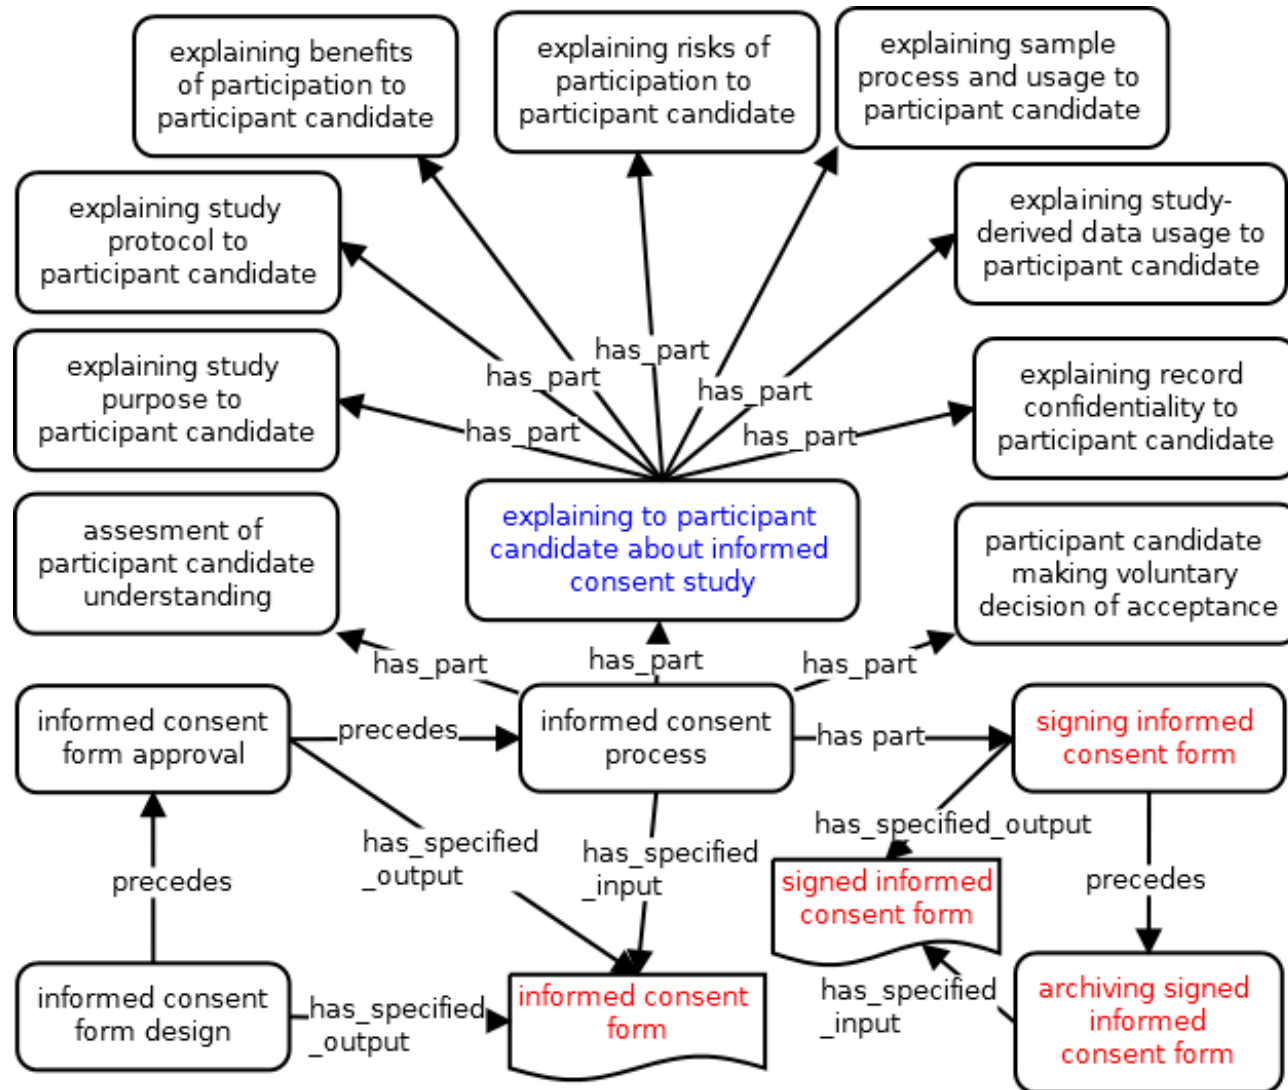 explaining benefits
of participation to
participant candidate
explaining risks of
participation to
participant candidate
explaining sample
process and usage to
participant candidate
explaining study
protocol to
participant candidate
explaining study-
derived data usage to
participant candidate
has_part
has_part
has_part
explaining study
purpose to
participant candidate
has_part
has_part
explaining record
confidentiality to
participant candidate
assesment of
participant candidate
understanding
explaining to participant
candidate about informed
consent study
participant candidate
making voluntary
decision of acceptance
has_part
has_part
has_part
informed consent
form approval
precedes
informed consent
process
has part
signing informed
consent form
has_specified
_output
has_specified
_input
has_specified_output
precedes
signed informed
consent form
precedes
informed consent
form design
has_specified
_output
informed consent
form
has_specified
_input
archiving signed
informed
consent form